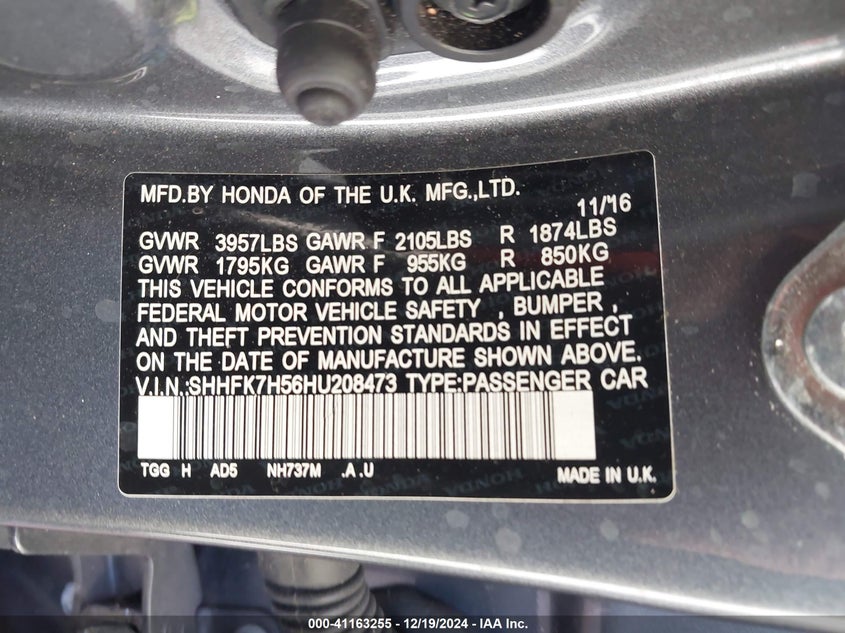 MFD.BY HONDA OF THE U.K. MFG.,LTD.
11/16
GVWR 3957LBS GAWR F 2105LBS R 1874LBS
GVWR 1795KG GAWR F 955KG R 850KG
THIS VEHICLE CONFORMS TO ALL APPLICABLE
FEDERAL MOTOR VEHICLE SAFETY , BUMPER ,
AND THEFT PREVENTION STANDARDS IN EFFECT
ON THE DATE OF MANUFACTURE SHOWN ABOVE.
V.I.N.:SHHFK7H56HU208473 TYPE:PASSENGER CAR
TGG H AD5 NH737M .A .U MADE IN U.K.
HONDA
000-41163255 - 12/19/2024 - IAA Inc.